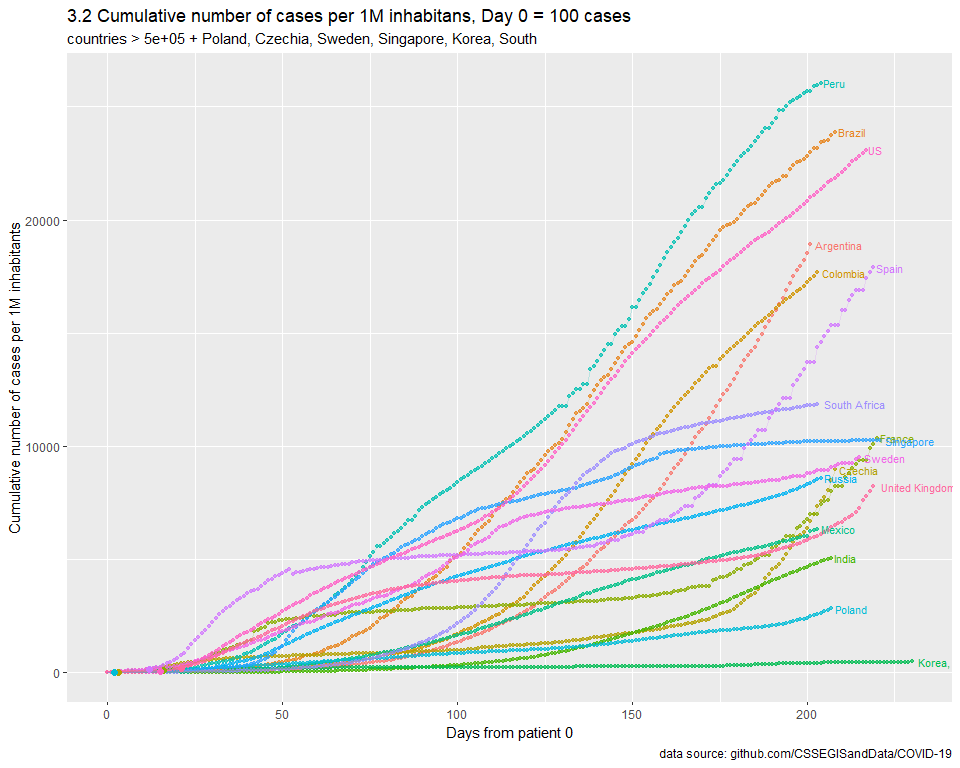 3.2 Cumulative number of cases per 1M inhabitans, Day 0 = 100 cases
countries > 5e+05 + Poland, Czechia, Sweden, Singapore, Korea, South
Peru
Brazil
US
Argentina
Spain
Colombia
South Africa
France
Singapore
Sweden
Czechia
Russia
United Kingdom
Mexico
India
Poland
Korea,
20000
10000
0
Cumulative number of cases per 1M inhabitants
0 50 100 150 200
Days from patient 0
data source: github.com/CSSEGISandData/COVID-19